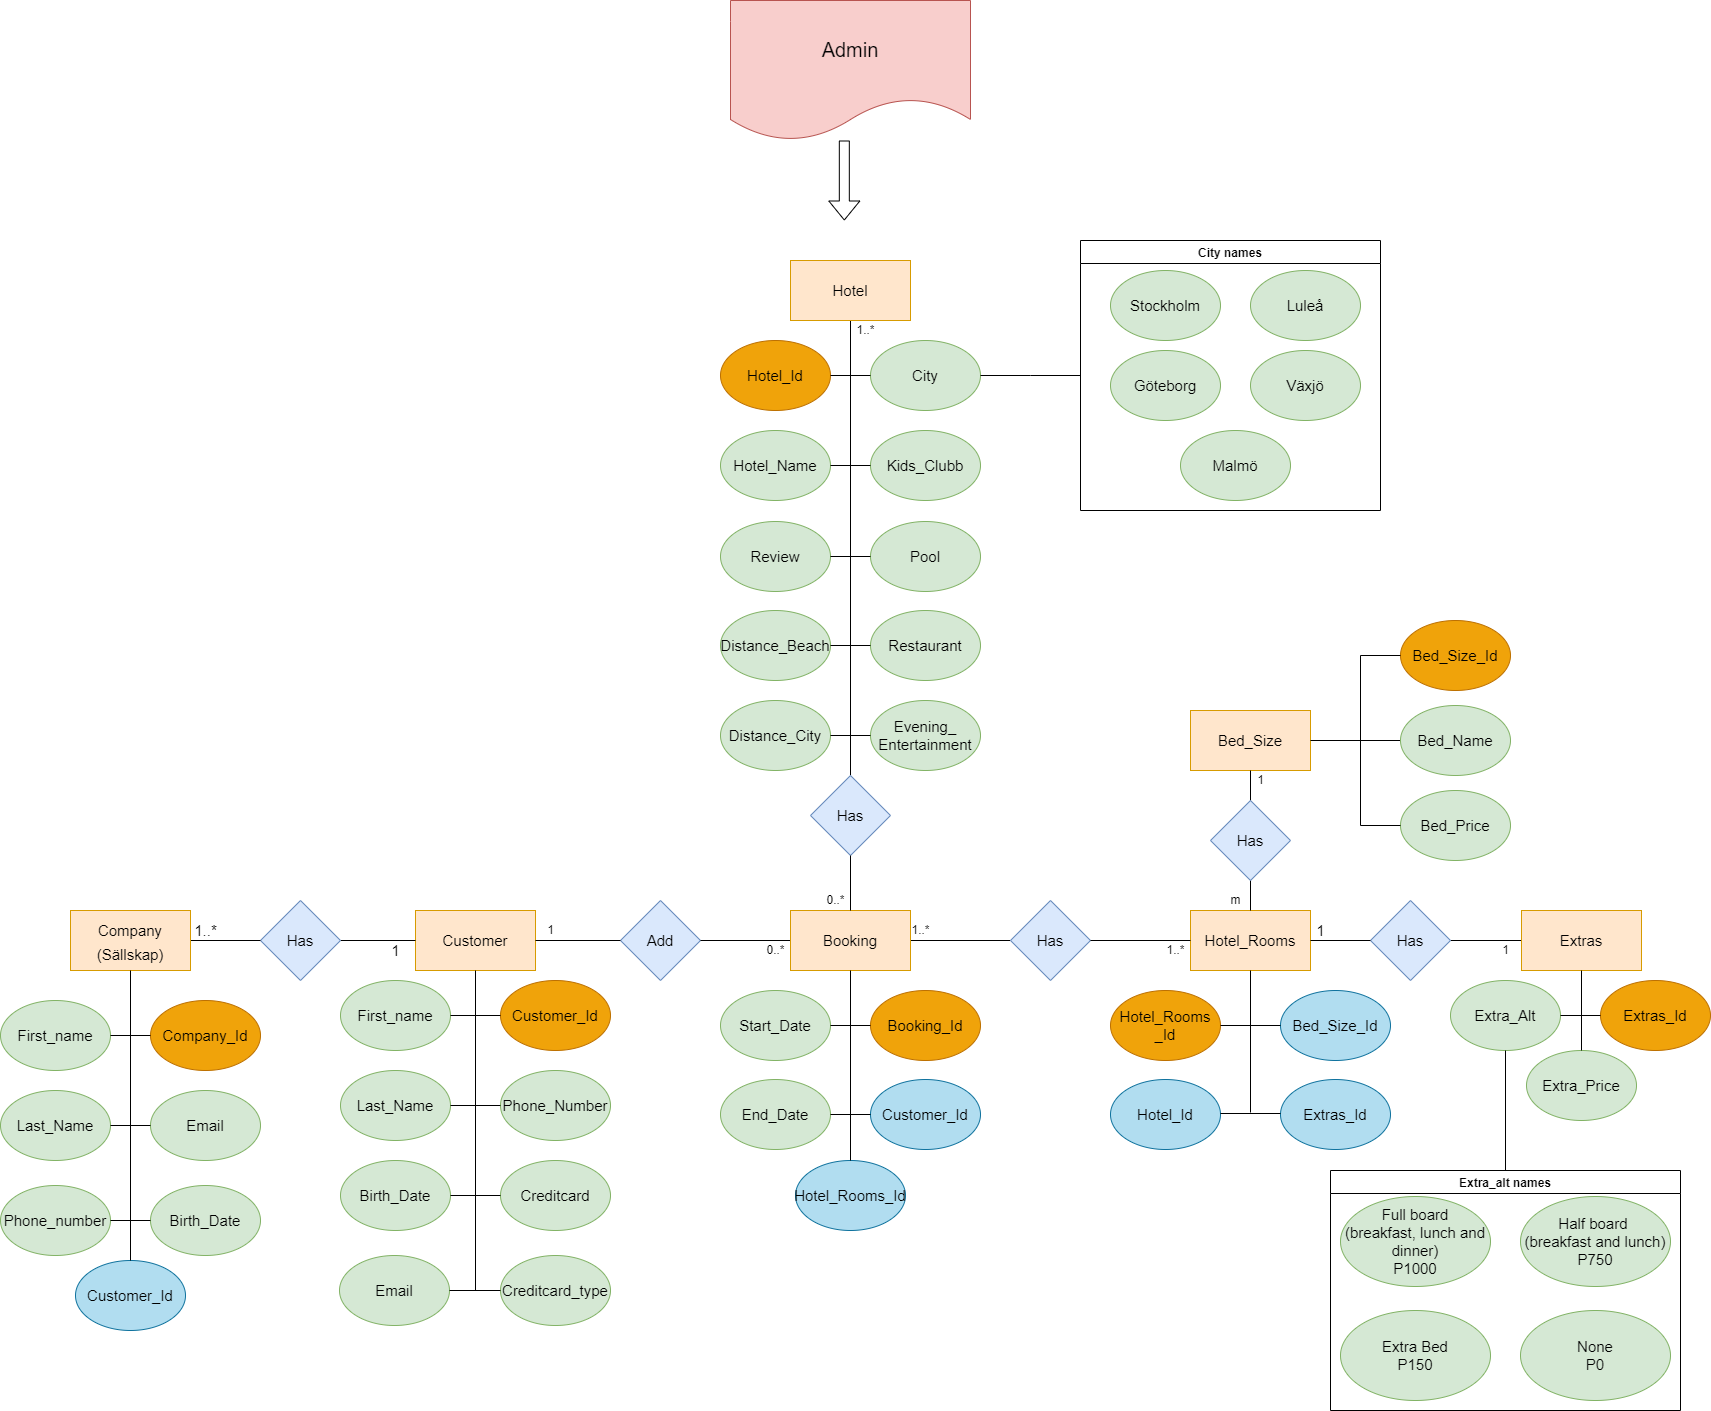 Admin
City names
Hotel
Stockholm
Luleå
1..*
Hotel_Id
City
Göteborg
Växjö
Hotel_Name
Kids_Clubb
Malmö
Review
Pool
Distance_Beach
Restaurant
Bed_Size_Id
Distance_City
Evening_
Entertainment
Bed_Size
Bed_Name
1
Has
Has
Bed_Price
0..*
m
Company
(Sällskap)
1..*
Has
1
Customer
1
Add
0..*
Booking
1..*
Has
1..*
Hotel_Rooms
1
Has
1
Extras
First_name
Company_Id
First_name
Customer_Id
Start_Date
Booking_Id
Hotel_Rooms
_Id
Bed_Size_Id
Extra_Alt
Extras_Id
Extra_Price
Last_Name
Email
Last_Name
Phone_Number
End_Date
Customer_Id
Hotel_Id
Extras_Id
Phone_number
Birth_Date
Birth_Date
Creditcard
Hotel_Rooms_Id
Extra_alt names
Full board
(breakfast, lunch and
dinner)
P1000
Half board
(breakfast and lunch)
P750
Customer_Id
Email
Creditcard_type
Extra Bed
P150
None
P0